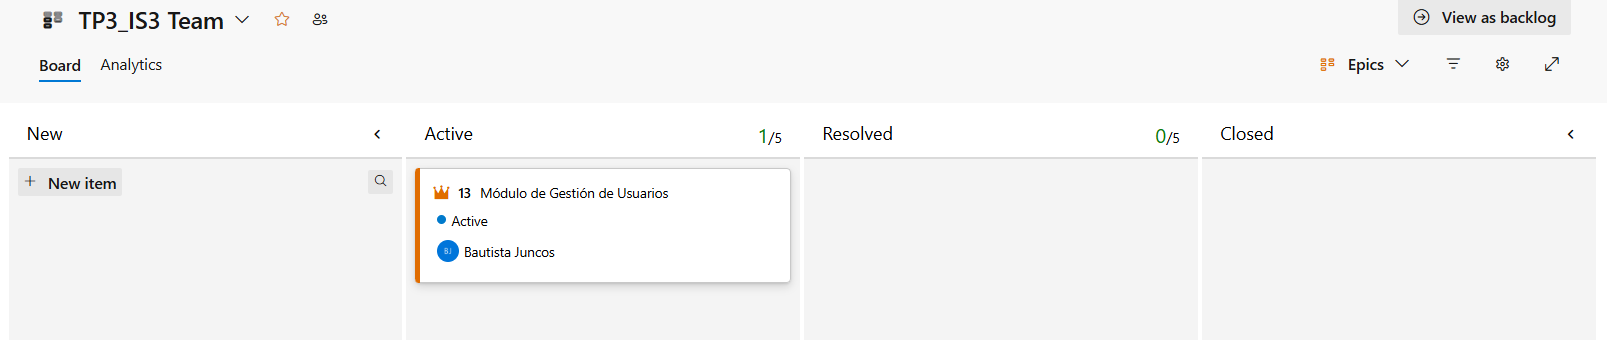 TP3_IS3 Team
View as backlog
Board Analytics
Epics
New
Active 1/5
Resolved 0/5
Closed
+ New item
13 Módulo de Gestión de Usuarios
Active
BJ Bautista Juncos